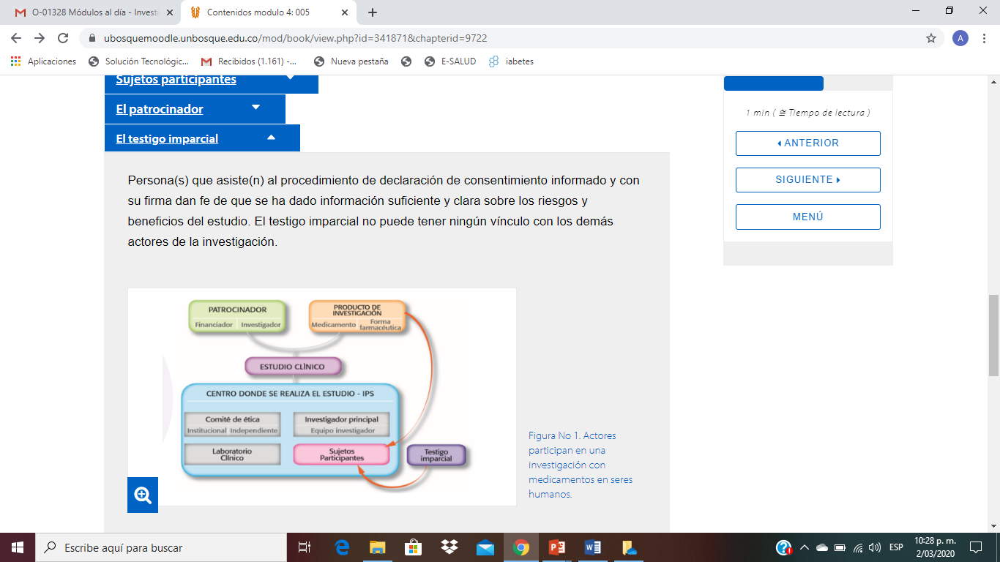 O-01328 Módulos al día - Investi
Contenidos modulo 4: 005
ubosquemoodle.unbosque.edu.co/mod/book/view.php?id=341871&chapterid=9722
A
Aplicaciones
Solución Tecnológic...
Recibidos (1.161) -...
Nueva pestaña
E-SALUD
iabetes
Sujetos participantes
El patrocinador
El testigo imparcial
Persona(s) que asiste(n) al procedimiento de declaración de consentimiento informado y con
su firma dan fe de que se ha dado información suficiente y clara sobre los riesgos y
beneficios del estudio. El testigo imparcial no puede tener ningún vínculo con los demás
actores de la investigación.
1 min ( ≅ Tiempo de lectura )
ANTERIOR
SIGUIENTE
MENÚ
PATROCINADOR
Financiador Investigador
PRODUCTO DE
INVESTIGACIÓN
Medicamento Forma
farmacéutica
ESTUDIO CLÌNICO
CENTRO DONDE SE REALIZA EL ESTUDIO - IPS
Comité de ética
Institucional Independiente
Investigador principal
Equipo investigador
Laboratorio
Clínico
Sujetos
Participantes
Testigo
imparcial
Figura No 1. Actores
participan en una
investigación con
medicamentos en seres
humanos.
Escribe aquí para buscar
ESP
10:28 p. m.
2/03/2020